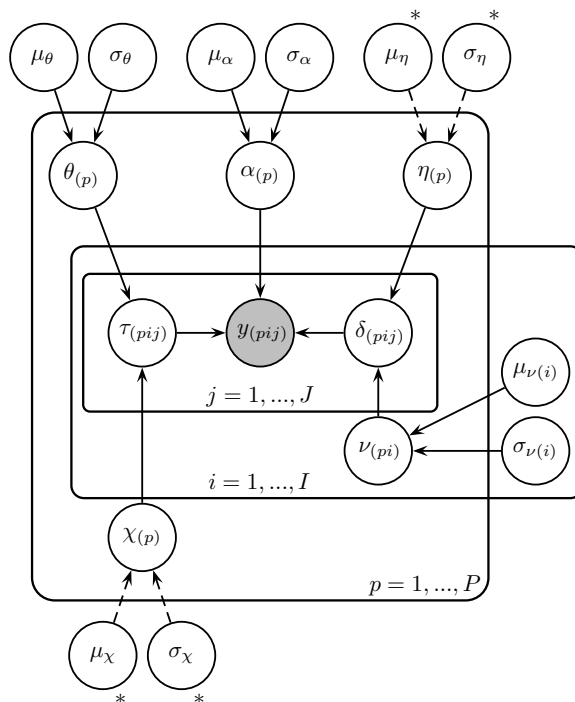 * *
μ_θ σ_θ μ_α σ_α μ_η σ_η
θ_(p) α_(p) η_(p)
τ_(pij) y_(pij) δ_(pij)
μ_ν(i)
j = 1, ..., J
ν_(pi) σ_ν(i)
i = 1, ..., I
χ_(p)
p = 1, ..., P
μ_χ σ_χ
* *